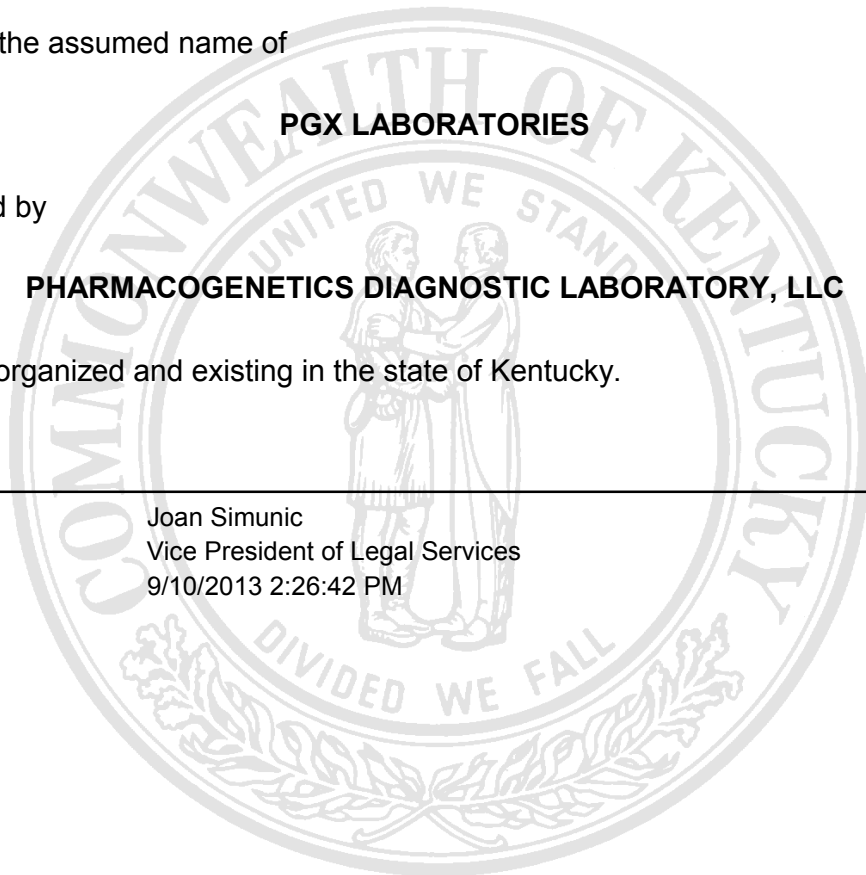 the assumed name of
PGX LABORATORIES
d by
PHARMACOGENETICS DIAGNOSTIC LABORATORY, LLC
organized and existing in the state of Kentucky.
Joan Simunic
Vice President of Legal Services
9/10/2013 2:26:42 PM
COMMONWEALTH OF KENTUCKY
UNITED WE STAND
DIVIDED WE FALL